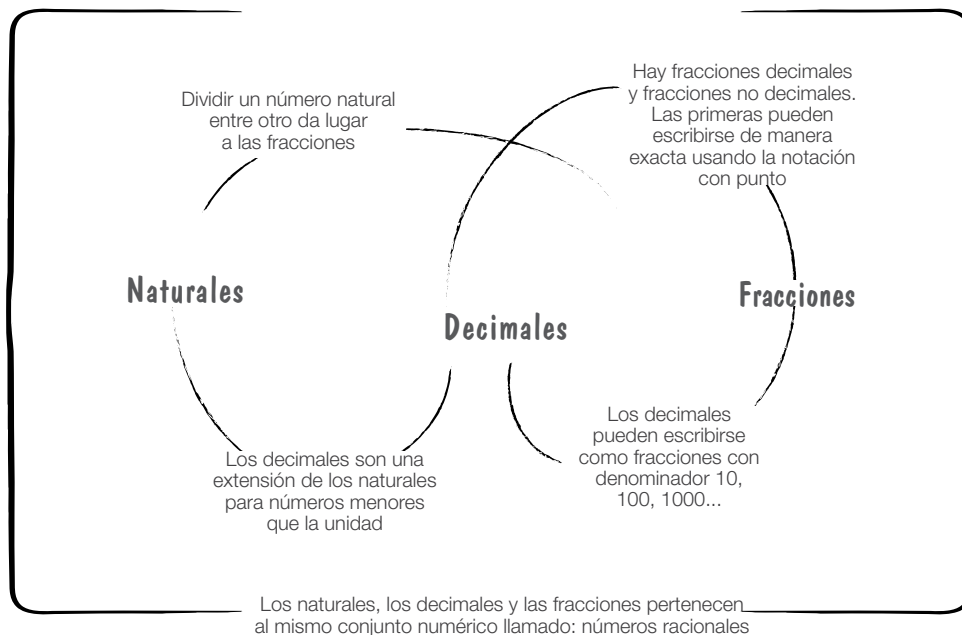 Dividir un número natural
entre otro da lugar
a las fracciones
Hay fracciones decimales
y fracciones no decimales.
Las primeras pueden
escribirse de manera
exacta usando la notación
con punto
Naturales
Decimales
Fracciones
Los decimales son una
extensión de los naturales
para números menores
que la unidad
Los decimales
pueden escribirse
como fracciones con
denominador 10,
100, 1000...
Los naturales, los decimales y las fracciones pertenecen
al mismo conjunto numérico llamado: números racionales